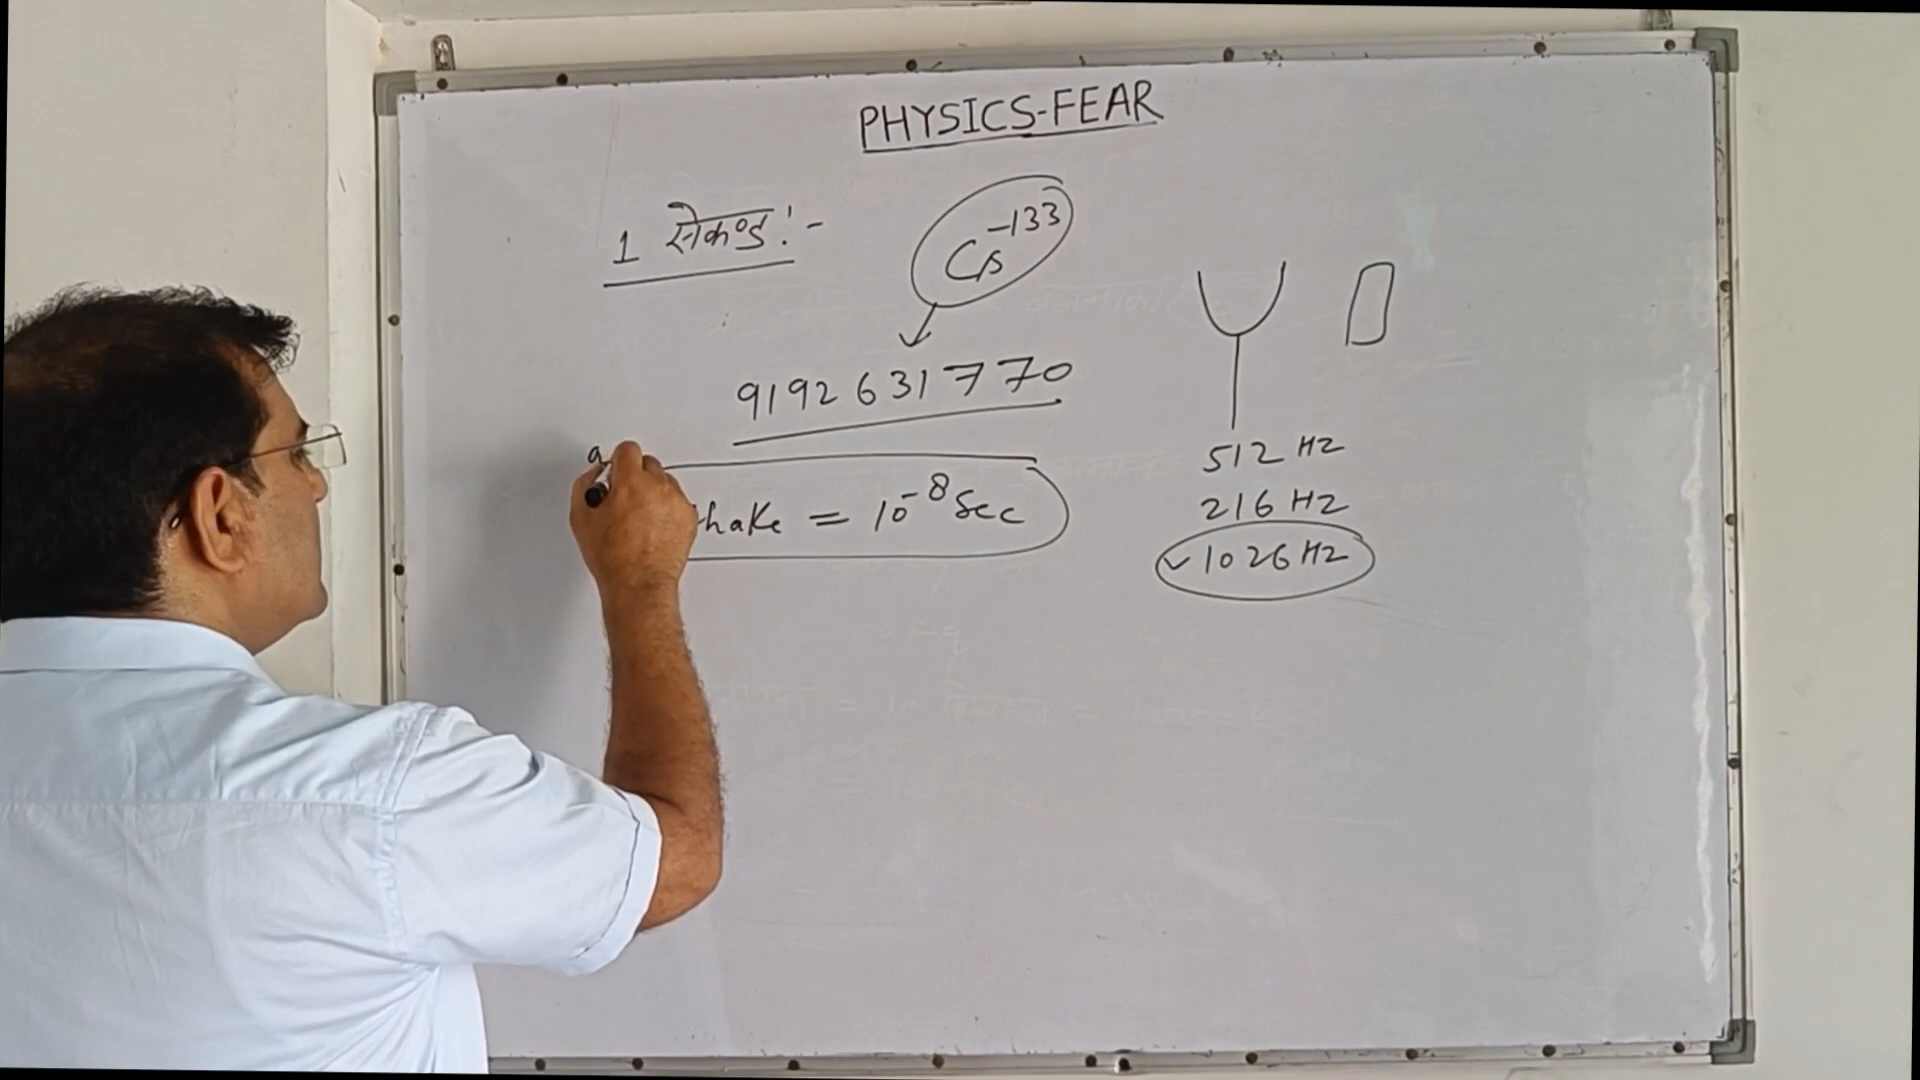 PHYSICS-FEAR
1 सेकण्ड :-
Cs-133
9192631770
hake = 10-8 Sec
512 HZ
216 HZ
✓1026 HZ